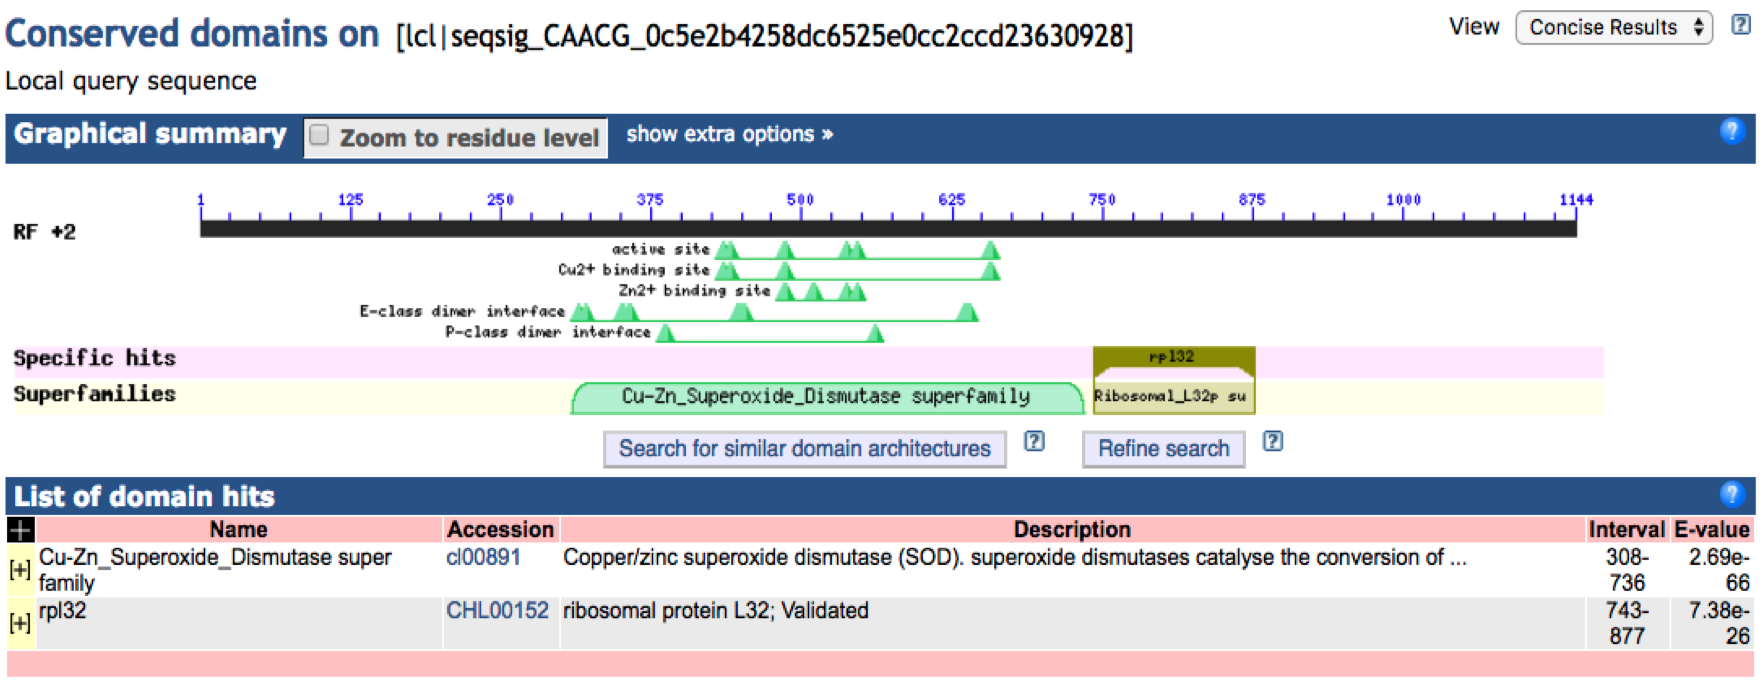 Conserved domains on [lcl|seqsig_CAACG_0c5e2b4258dc6525e0cc2ccd23630928]
View Concise Results ?
Local query sequence
Graphical summary Zoom to residue level show extra options » ?
1 125 250 375 500 625 750 875 1000 1144
RF +2
active site
Cu2+ binding site
Zn2+ binding site
E-class dimer interface
P-class dimer interface
Specific hits rpl32
Superfamilies Cu-Zn_Superoxide_Dismutase superfamily Ribosomal_L32p su
Search for similar domain architectures ? Refine search ?
List of domain hits ?
+ Name Accession Description Interval E-value
[+] Cu-Zn_Superoxide_Dismutase super cl00891 Copper/zinc superoxide dismutase (SOD). superoxide dismutases catalyse the conversion of ... 308- 2.69e-
family 736 66
[+] rpl32 CHL00152 ribosomal protein L32; Validated 743- 7.38e-
877 26